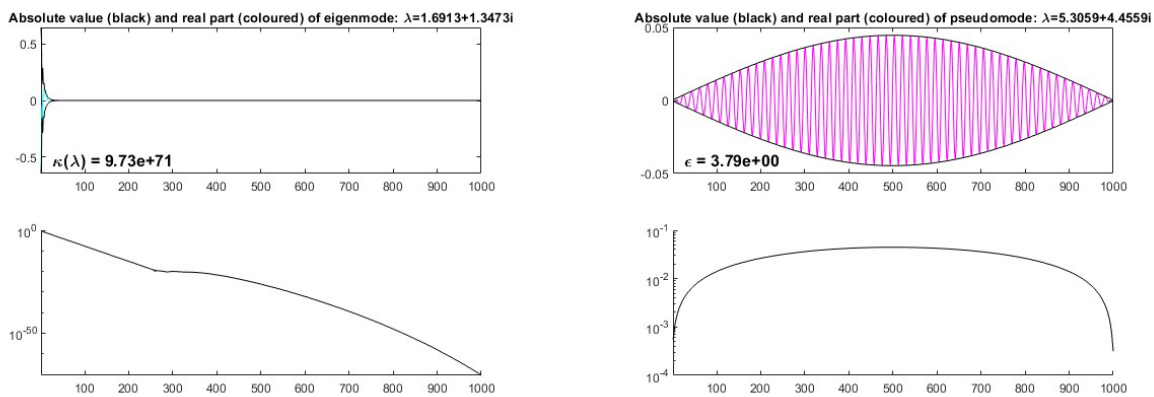 Absolute value (black) and real part (coloured) of eigenmode: λ=1.6913+1.3473i
0.5
0
-0.5
κ(λ) = 9.73e+71
100 200 300 400 500 600 700 800 900 1000
10^0
10^-50
100 200 300 400 500 600 700 800 900 1000
Absolute value (black) and real part (coloured) of pseudomode: λ=5.3059+4.4559i
0.05
0
-0.05
ϵ = 3.79e+00
100 200 300 400 500 600 700 800 900 1000
10^-1
10^-2
10^-3
10^-4
100 200 300 400 500 600 700 800 900 1000